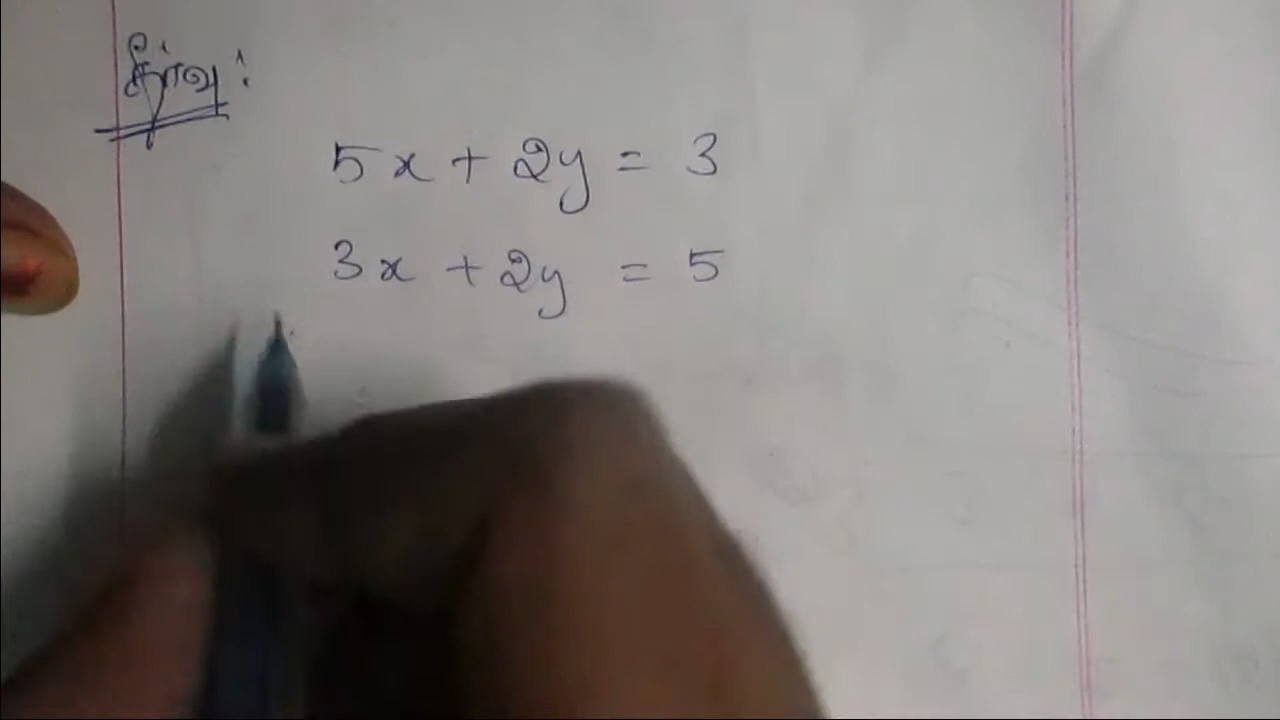 தீர்வு:
5x + 2y = 3
3x + 2y = 5